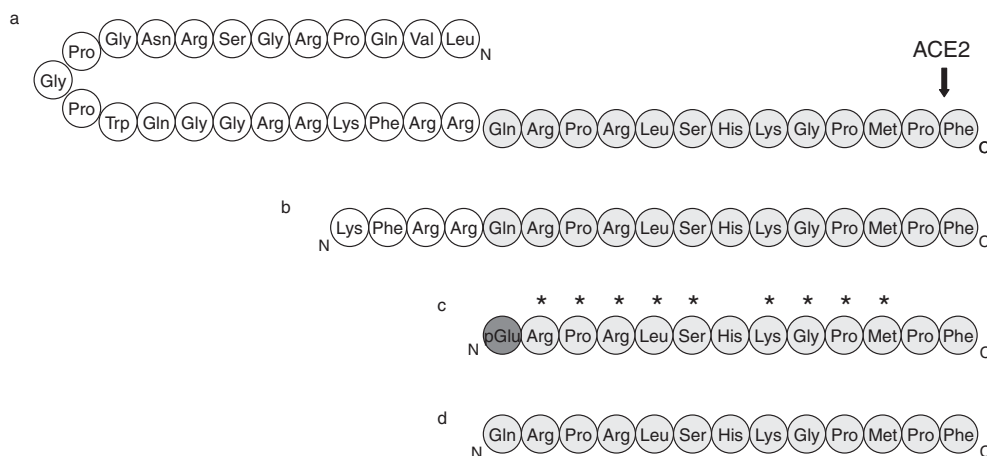 a
Gly Asn Arg Ser Gly Arg Pro Gln Val Leu N
Pro
Gly
Pro
ACE2
Trp Gln Gly Gly Arg Arg Lys Phe Arg Arg Gln Arg Pro Arg Leu Ser His Lys Gly Pro Met Pro Phe C
b
N Lys Phe Arg Arg Gln Arg Pro Arg Leu Ser His Lys Gly Pro Met Pro Phe C
c
* * * * * * * * *
N pGlu Arg Pro Arg Leu Ser His Lys Gly Pro Met Pro Phe C
d
N Gln Arg Pro Arg Leu Ser His Lys Gly Pro Met Pro Phe C